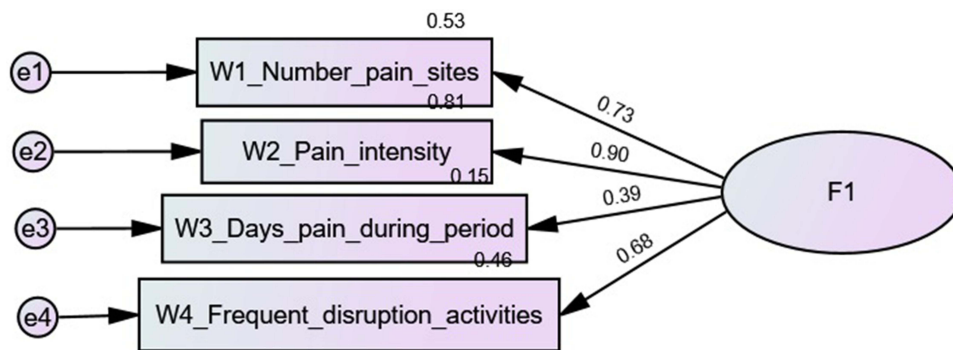 0.53
e1
W1_Number_pain_sites
0.73
0.81
e2
W2_Pain_intensity
0.90
0.15
F1
e3
W3_Days_pain_during_period
0.39
0.46
e4
W4_Frequent_disruption_activities
0.68